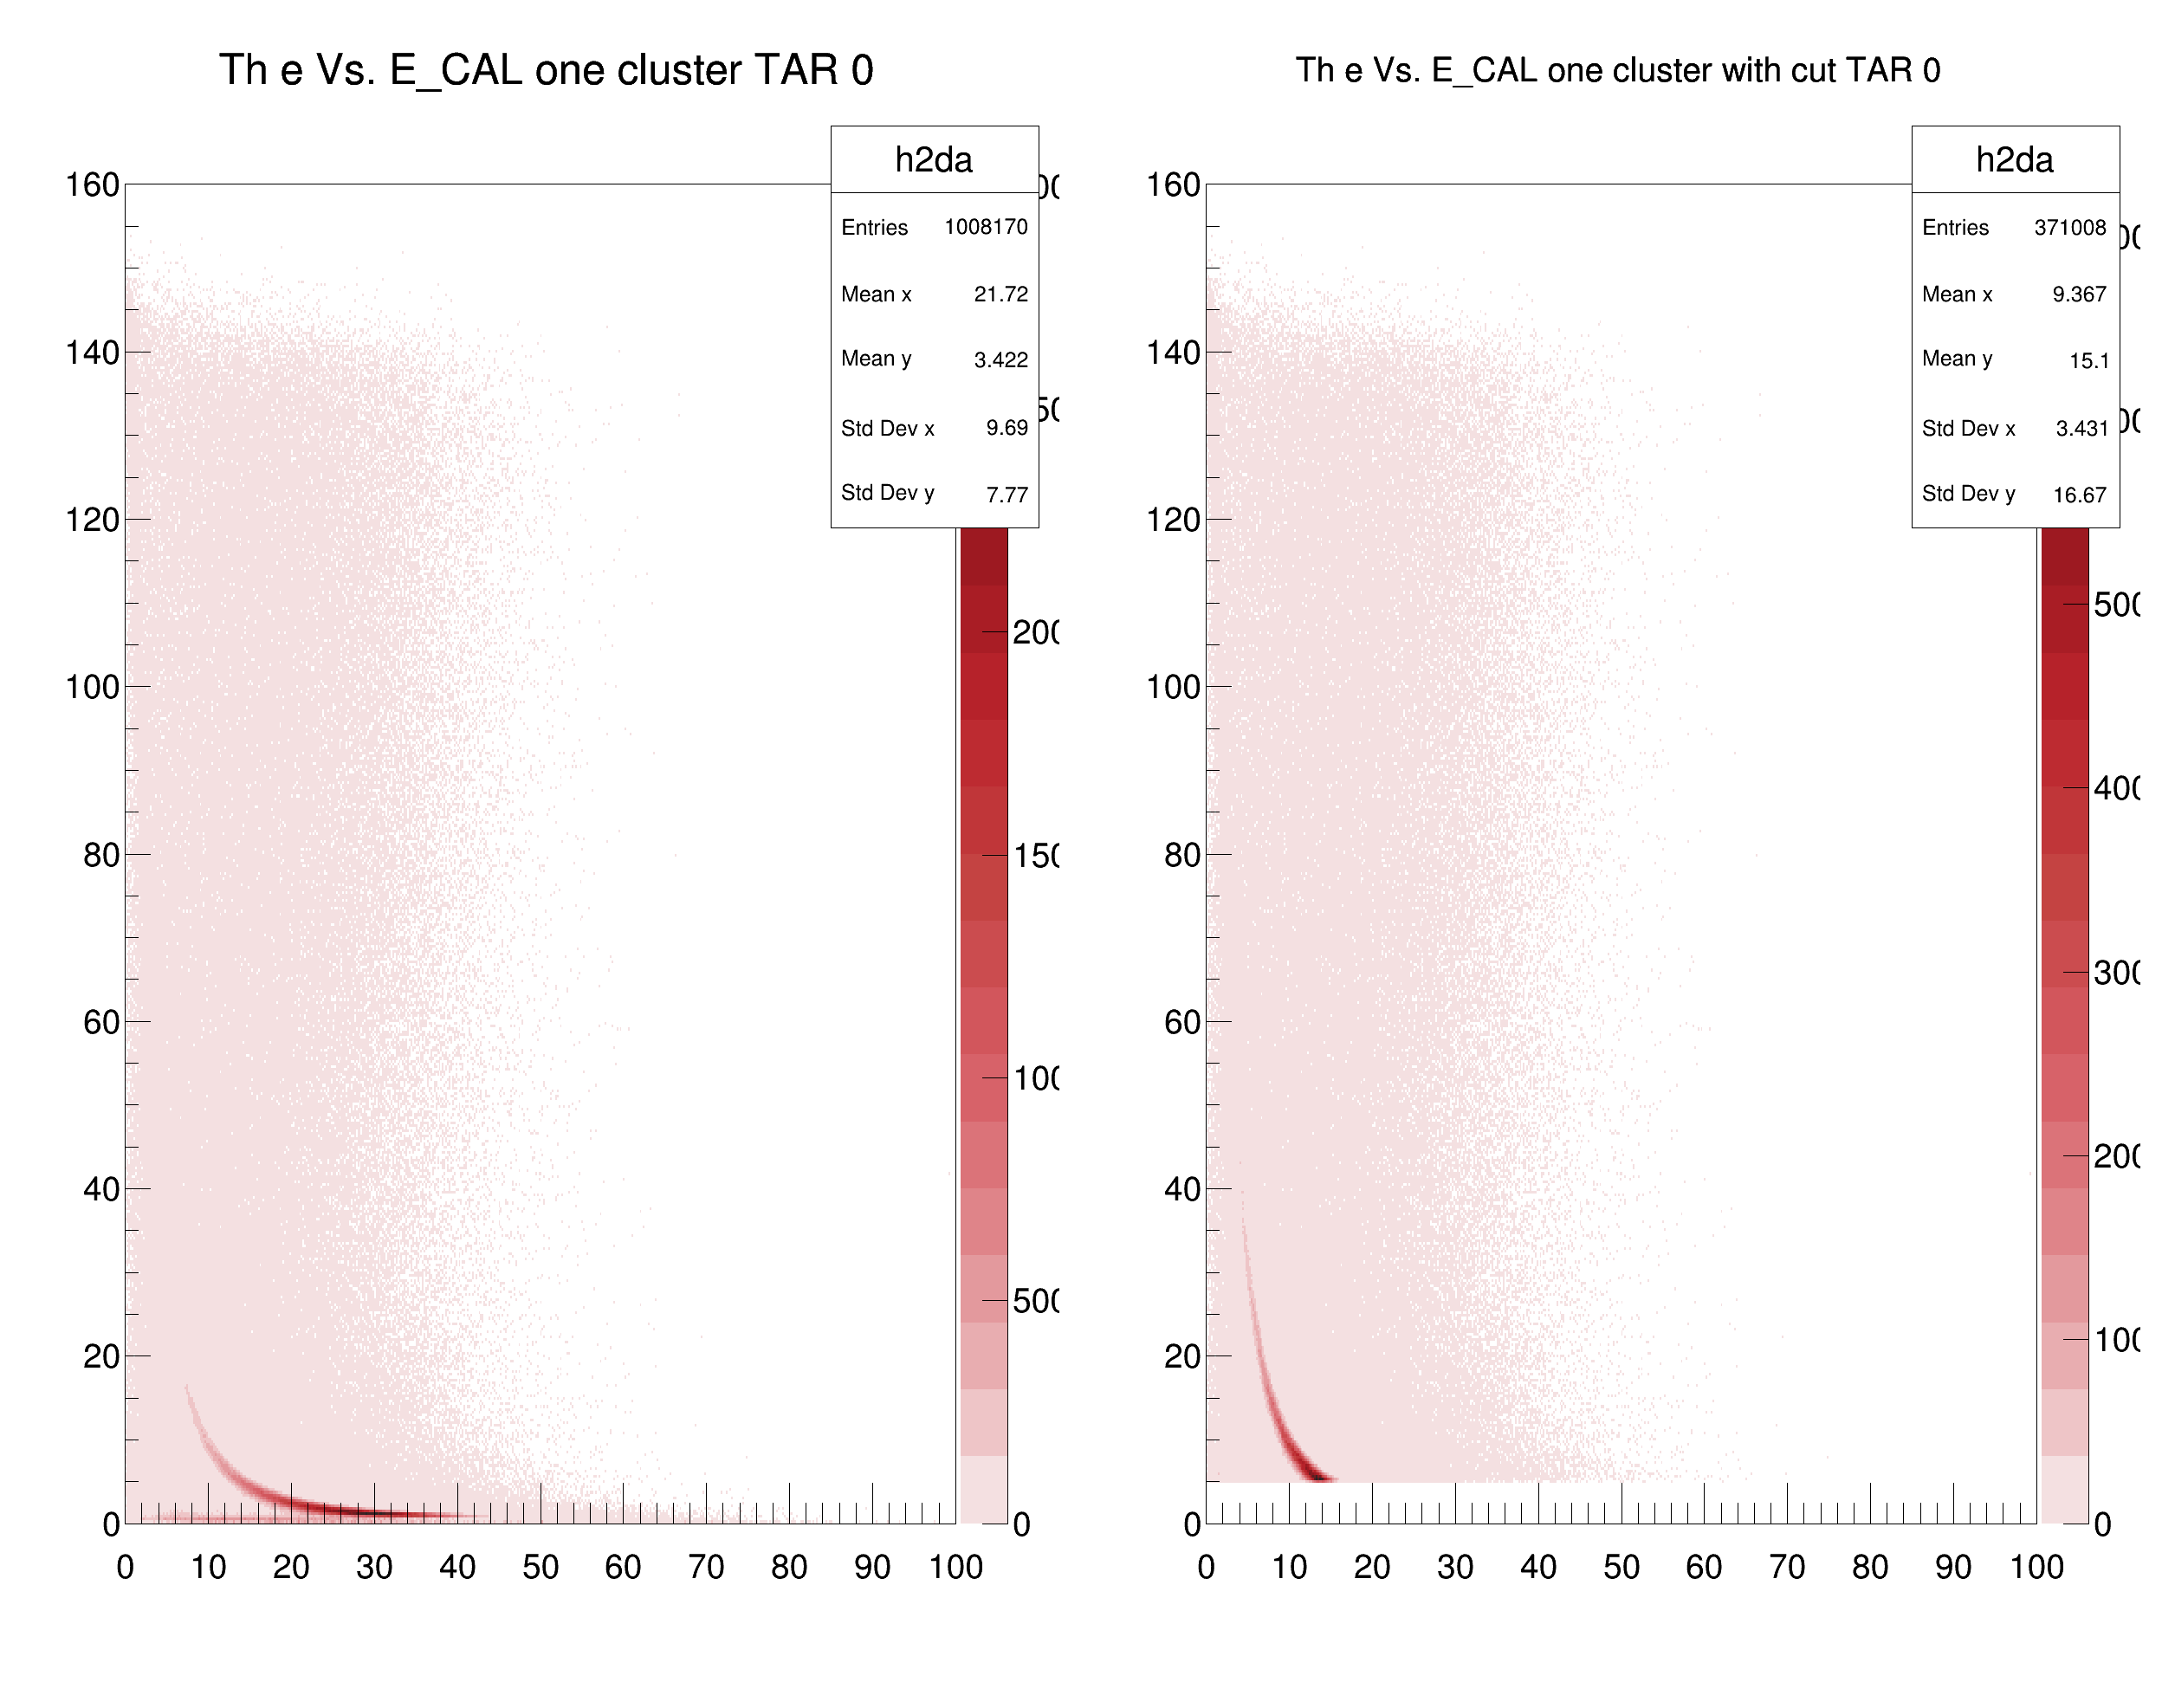 Th e Vs. E_CAL one cluster TAR 0
h2da
Entries 1008170
Mean x 21.72
Mean y 3.422
Std Dev x 9.69
Std Dev y 7.77
160
140
120
100
80
60
40
20
0
0 10 20 30 40 50 60 70 80 90 100
0
Th e Vs. E_CAL one cluster with cut TAR 0
h2da
Entries 371008
Mean x 9.367
Mean y 15.1
Std Dev x 3.431
Std Dev y 16.67
160
140
120
100
80
60
40
20
0
0 10 20 30 40 50 60 70 80 90 100
0